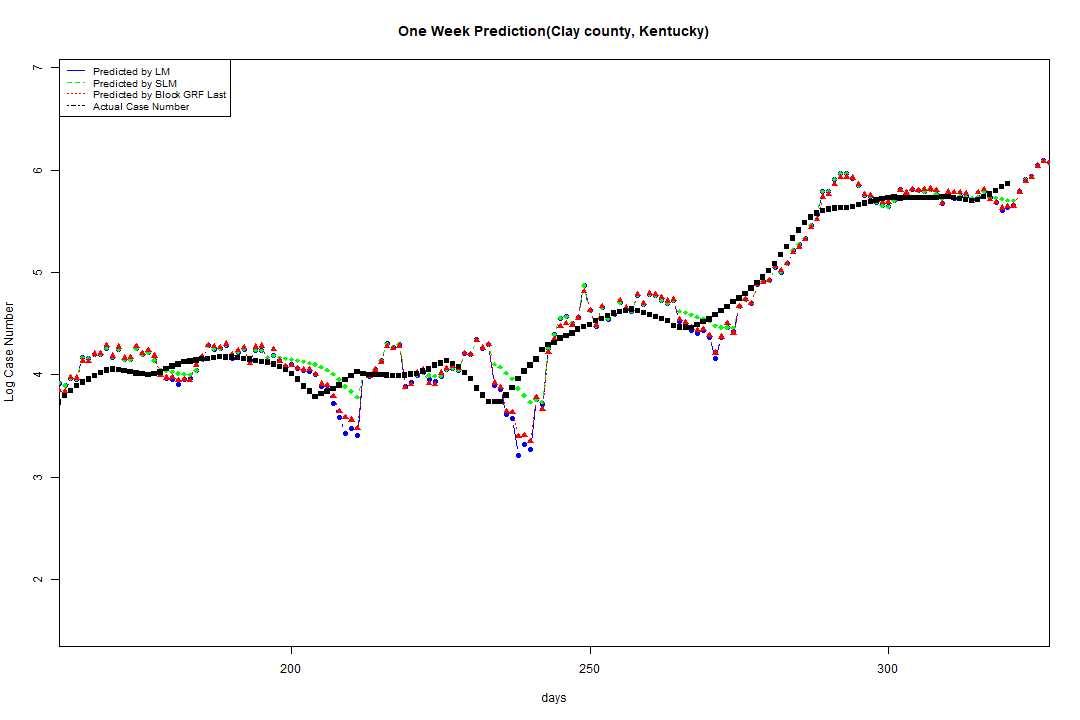 One Week Prediction(Clay county, Kentucky)
7
Predicted by LM
Predicted by SLM
Predicted by Block GRF Last
Actual Case Number
6
5
4
3
2
Log Case Number
200
250
300
days